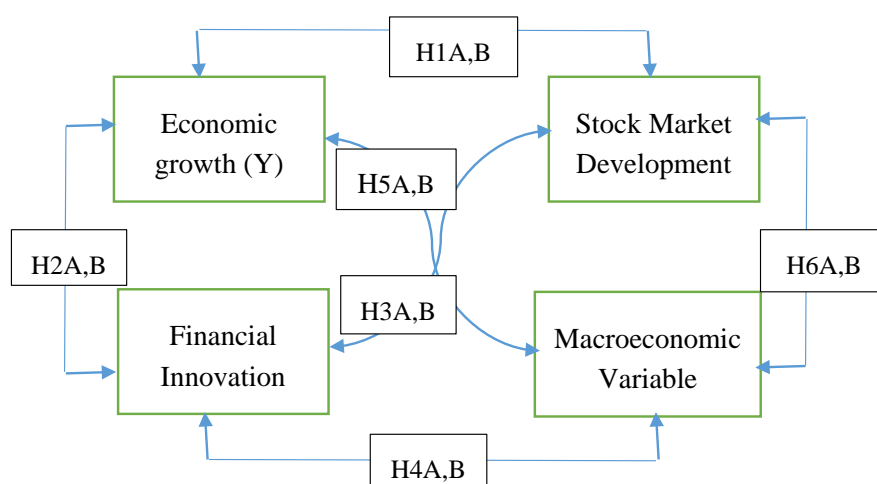 H1A,B
Economic
growth (Y)
Stock Market
Development
H5A,B
H2A,B
H6A,B
H3A,B
Financial
Innovation
Macroeconomic
Variable
H4A,B